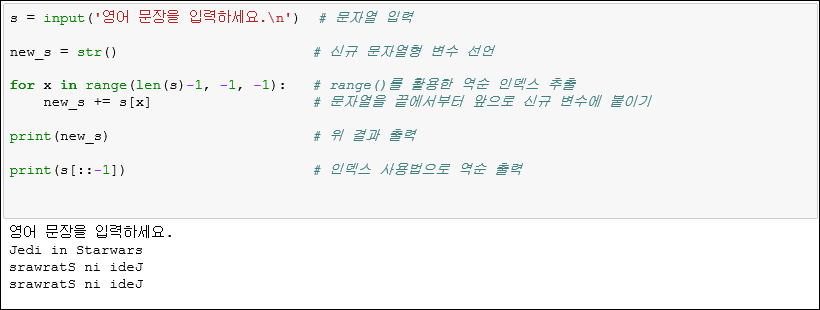 s = input('영어 문장을 입력하세요.\n')  # 문자열 입력
new_s = str()                       # 신규 문자열형 변수 선언
for x in range(len(s)-1, -1, -1):   # range()를 활용한 역순 인덱스 추출
    new_s += s[x]                   # 문자열을 끝에서부터 앞으로 신규 변수에 붙이기
print(new_s)                        # 위 결과 출력
print(s[::-1])                      # 인덱스 사용법으로 역순 출력
영어 문장을 입력하세요.
Jedi in Starwars
srawratS ni ideJ
srawratS ni ideJ